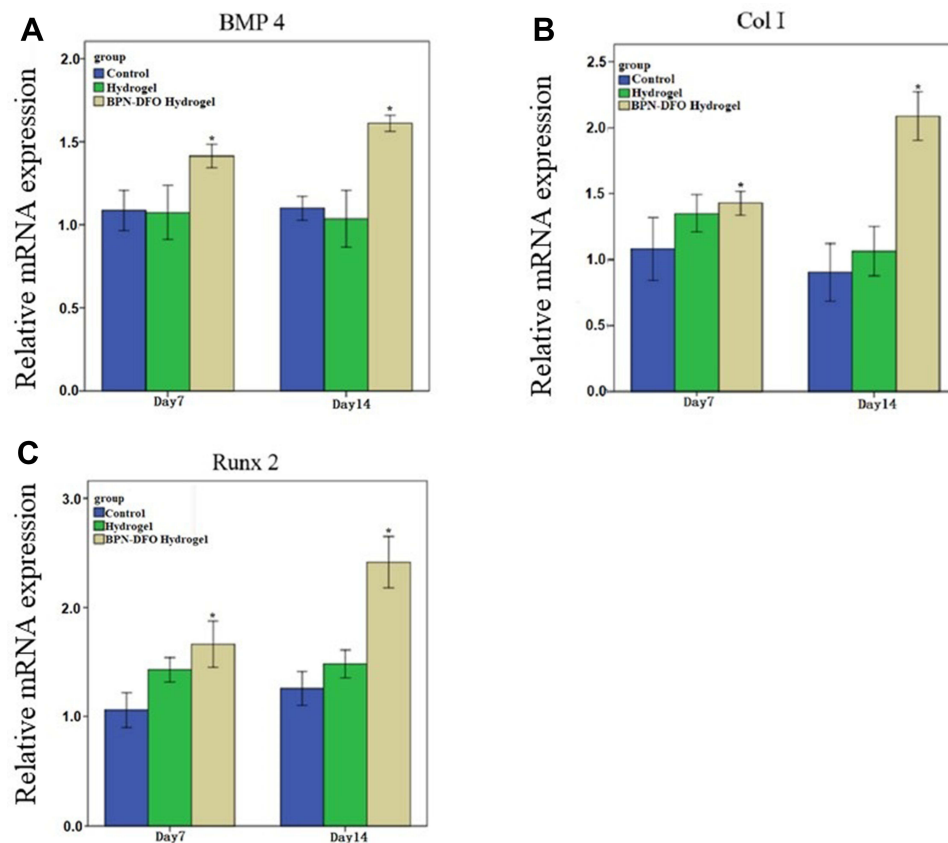 A
BMP 4
Relative mRNA expression
2.0
1.5
1.0
0.5
0.0
group
Control
Hydrogel
BPN-DFO Hydrogel
*
*
Day7
Day14
B
Col I
Relative mRNA expression
2.5
2.0
1.5
1.0
0.5
0.0
group
Control
Hydrogel
BPN-DFO Hydrogel
*
*
Day7
Day14
C
Runx 2
Relative mRNA expression
3.0
2.0
1.0
0.0
group
Control
Hydrogel
BPN-DFO Hydrogel
*
*
Day7
Day14